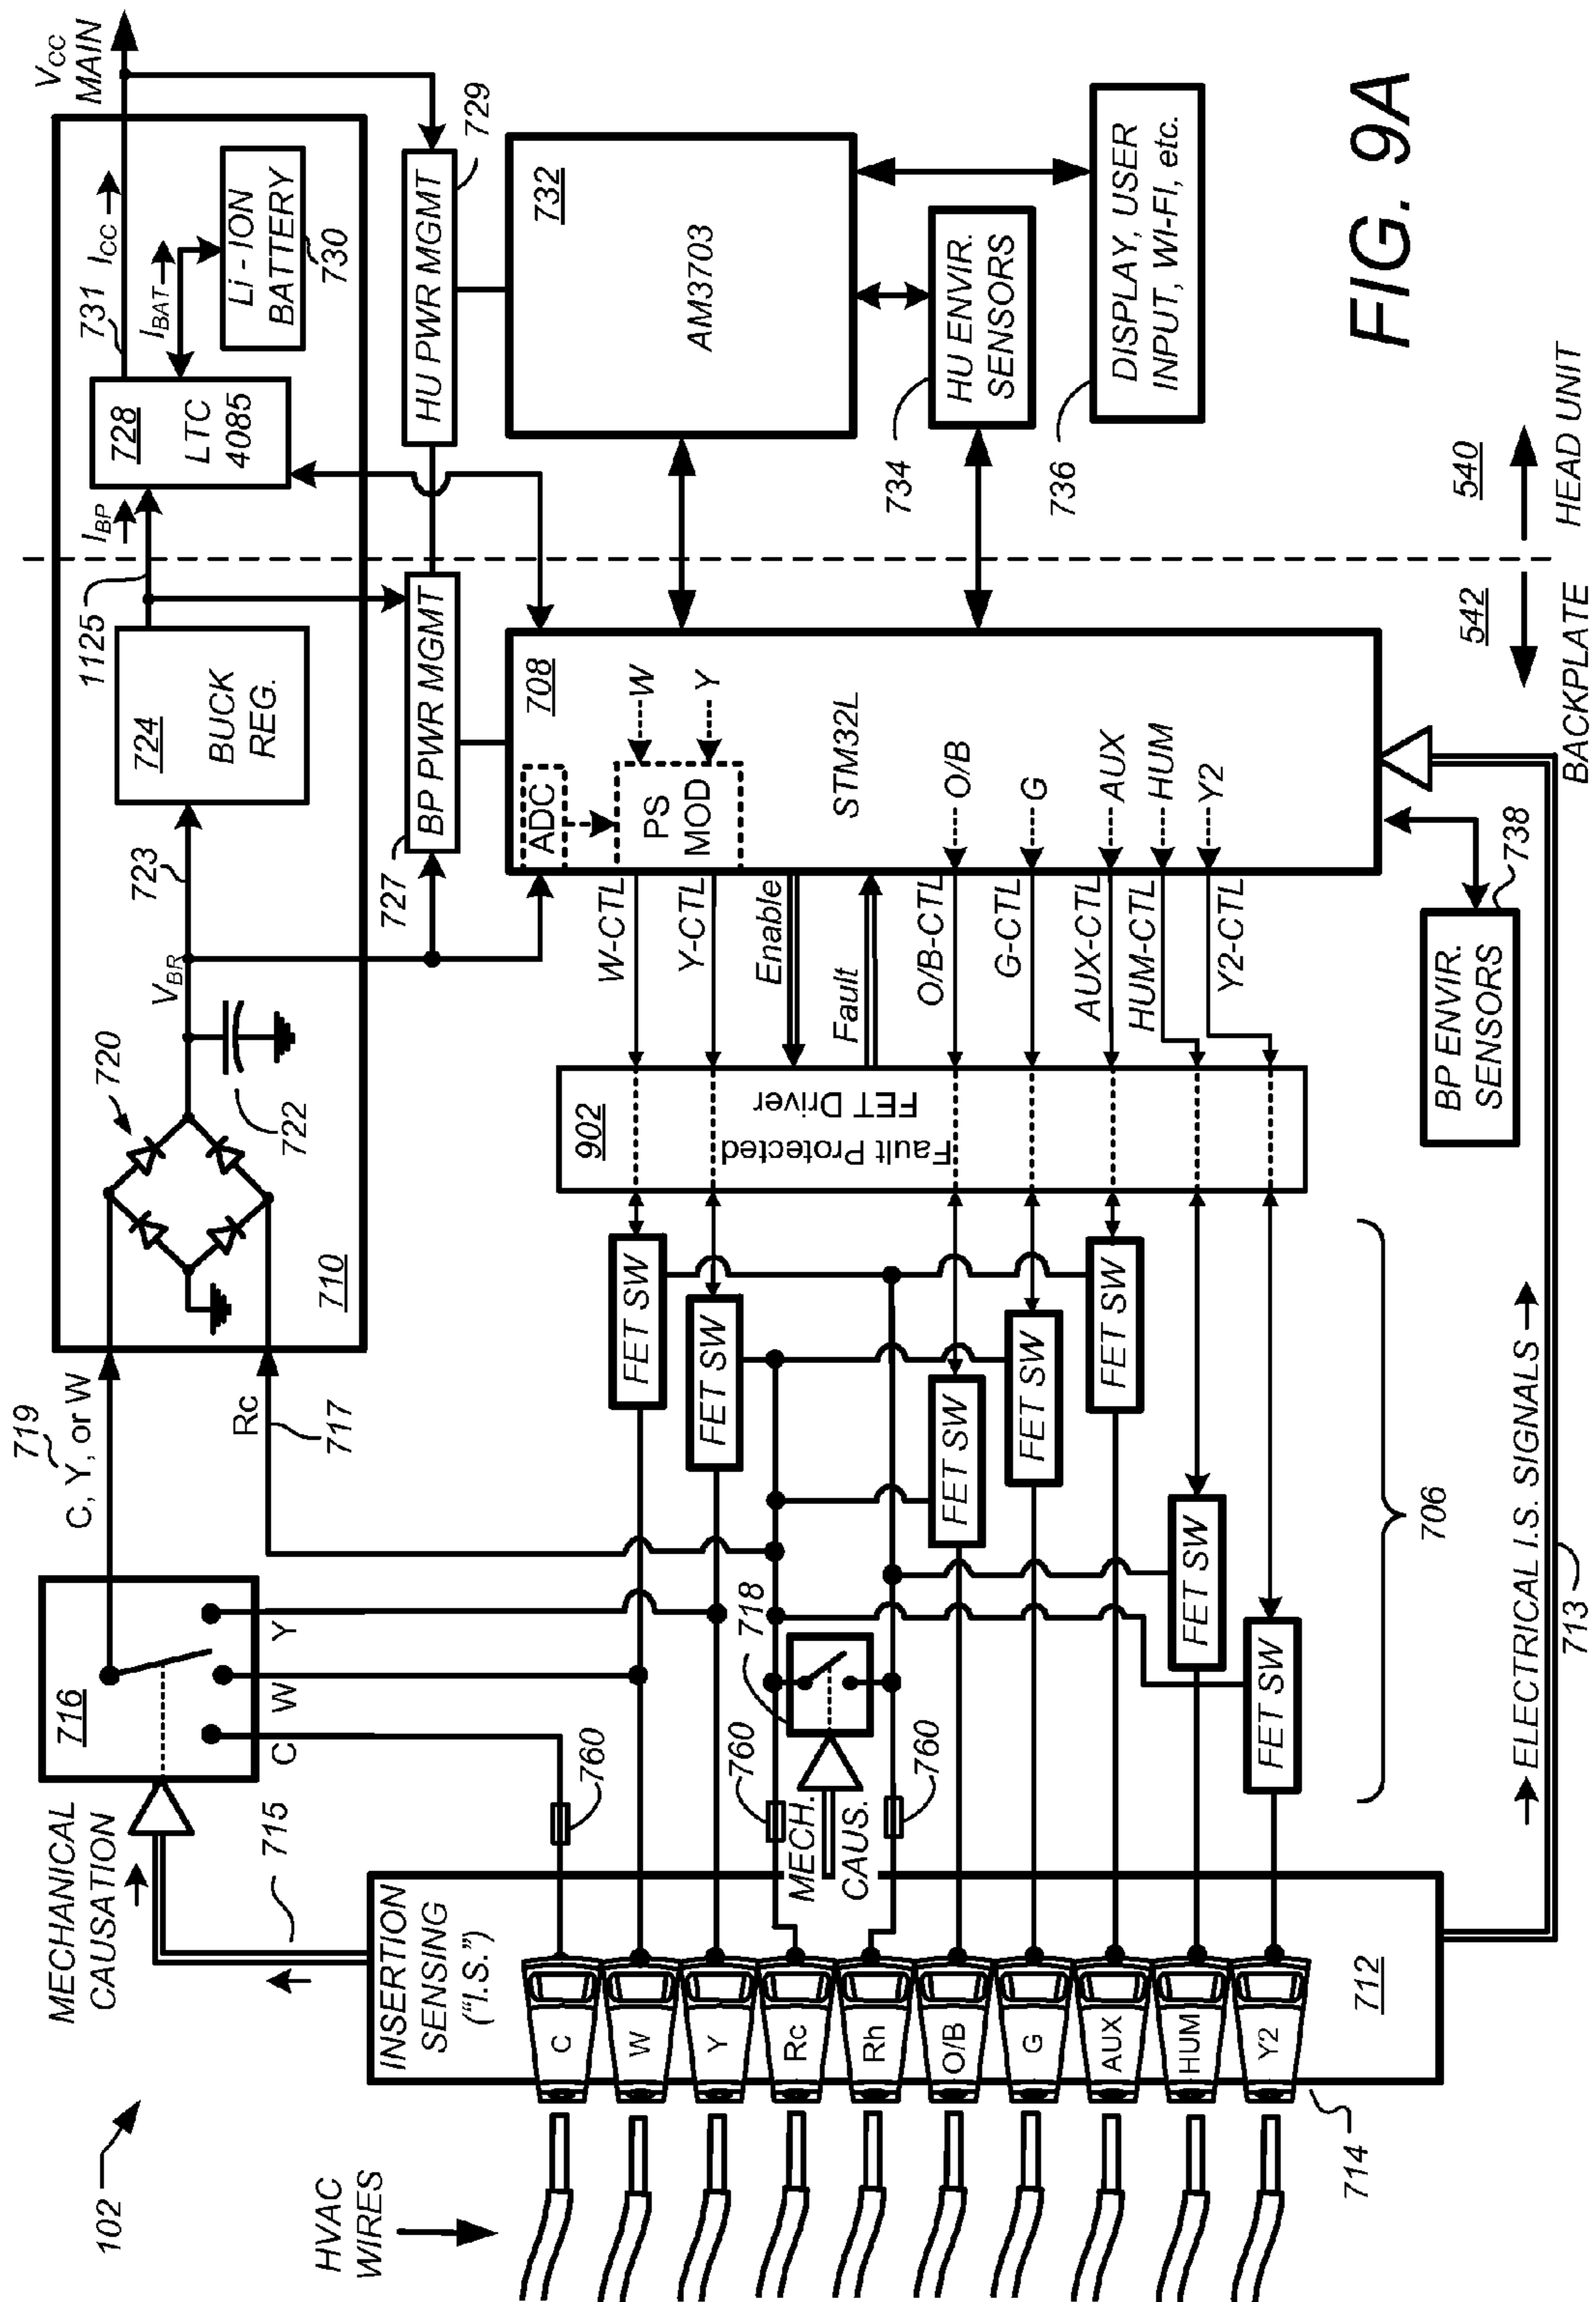 102
HVAC
WIRES
MECHANICAL
CAUSATION
715
INSERTION
SENSING
("I.S.")
C
W
Y
Rc
Rh
O/B
G
AUX
HUM
Y2
712
714
716
C
W
Y
719
C, Y, or W
Rc
717
760
760
760
718
MECH.
CAUS.
710
720
722
VBR
723
724
BUCK
REG.
1125
IBP
728
LTC
4085
731
ICC
IBAT
Li - ION
BATTERY
730
VCC
MAIN
727
BP PWR MGMT
HU PWR MGMT
729
FET SW
FET SW
FET SW
FET SW
FET SW
FET SW
FET SW
706
902
Fault Protected
FET Driver
W-CTL
Y-CTL
Enable
Fault
O/B-CTL
G-CTL
AUX-CTL
HUM-CTL
Y2-CTL
ADC
PS
MOD
708
W
Y
STM32L
O/B
G
AUX
HUM
Y2
732
AM3703
734
HU ENVIR.
SENSORS
736
DISPLAY, USER
INPUT, WI-FI, etc.
BP ENVIR.
SENSORS
738
ELECTRICAL I.S. SIGNALS
713
542
BACKPLATE
540
HEAD UNIT
FIG. 9A